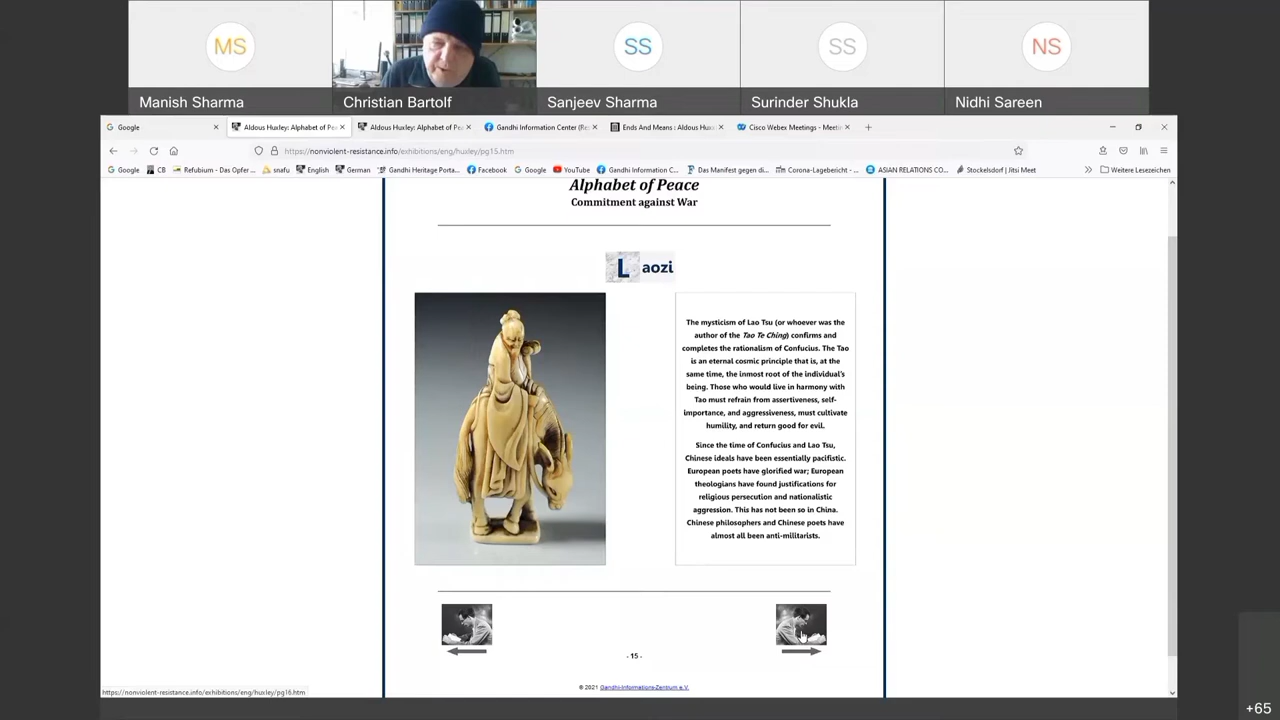 MS
SS
SS
NS
Manish Sharma
Christian Bartolf
Sanjeev Sharma
Surinder Shukla
Nidhi Sareen
Google
Aldous Huxley: Alphabet of Pea
Aldous Huxley: Alphabet of Pe
Gandhi Information Center (Re
Ends And Means : Aldous Hux
Cisco Webex Meetings - Meeti
https://nonviolent-resistance.info/exhibitions/eng/huxley/pg15.htm
Google
CB
Refubium - Das Opfer ...
snafu
English
German
Gandhi Heritage Porta...
Facebook
Google
Gandhi Information C...
YouTube
Das Manifest gegen di...
Corona-Lagebericht - ...
ASIAN RELATIONS CO...
Stockelsdorf | Jitsi Meet
Weitere Lesezeichen
Alphabet of Peace
Commitment against War
Laozi
The mysticism of Lao Tsu (or whoever was the
author of the Tao Te Ching) confirms and
completes the rationalism of Confucius. The Tao
is an eternal cosmic principle that is, at the
same time, the inmost root of the individual's
being. Those who would live in harmony with
Tao must refrain from assertiveness, self-
importance, and aggressiveness, must cultivate
humility, and return good for evil.
Since the time of Confucius and Lao Tsu,
Chinese ideals have been essentially pacifistic.
European poets have glorified war; European
theologians have found justifications for
religious persecution and nationalistic
aggression. This has not been so in China.
Chinese philosophers and Chinese poets have
almost all been anti-militarists.
- 15 -
© 2021 Gandhi-Informations-Zentrum e.V.
https://nonviolent-resistance.info/exhibitions/eng/huxley/pg16.htm
+65